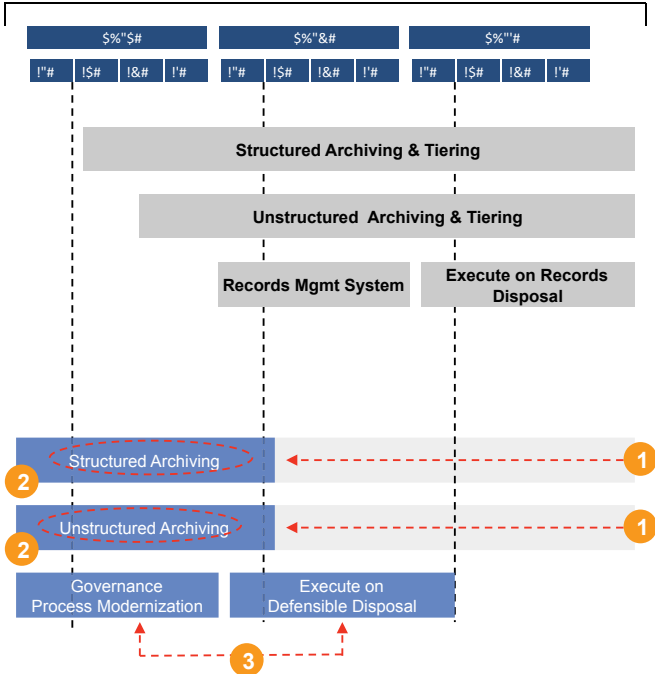 $%"$# $%"&# $%"'#
!"# !$# !&# !'# !"# !$# !&# !'# !"# !$# !&# !'#
Structured Archiving & Tiering
Unstructured Archiving & Tiering
Records Mgmt System
Execute on Records
Disposal
Structured Archiving
1
2
Unstructured Archiving
1
2
Governance
Process Modernization
Execute on
Defensible Disposal
3